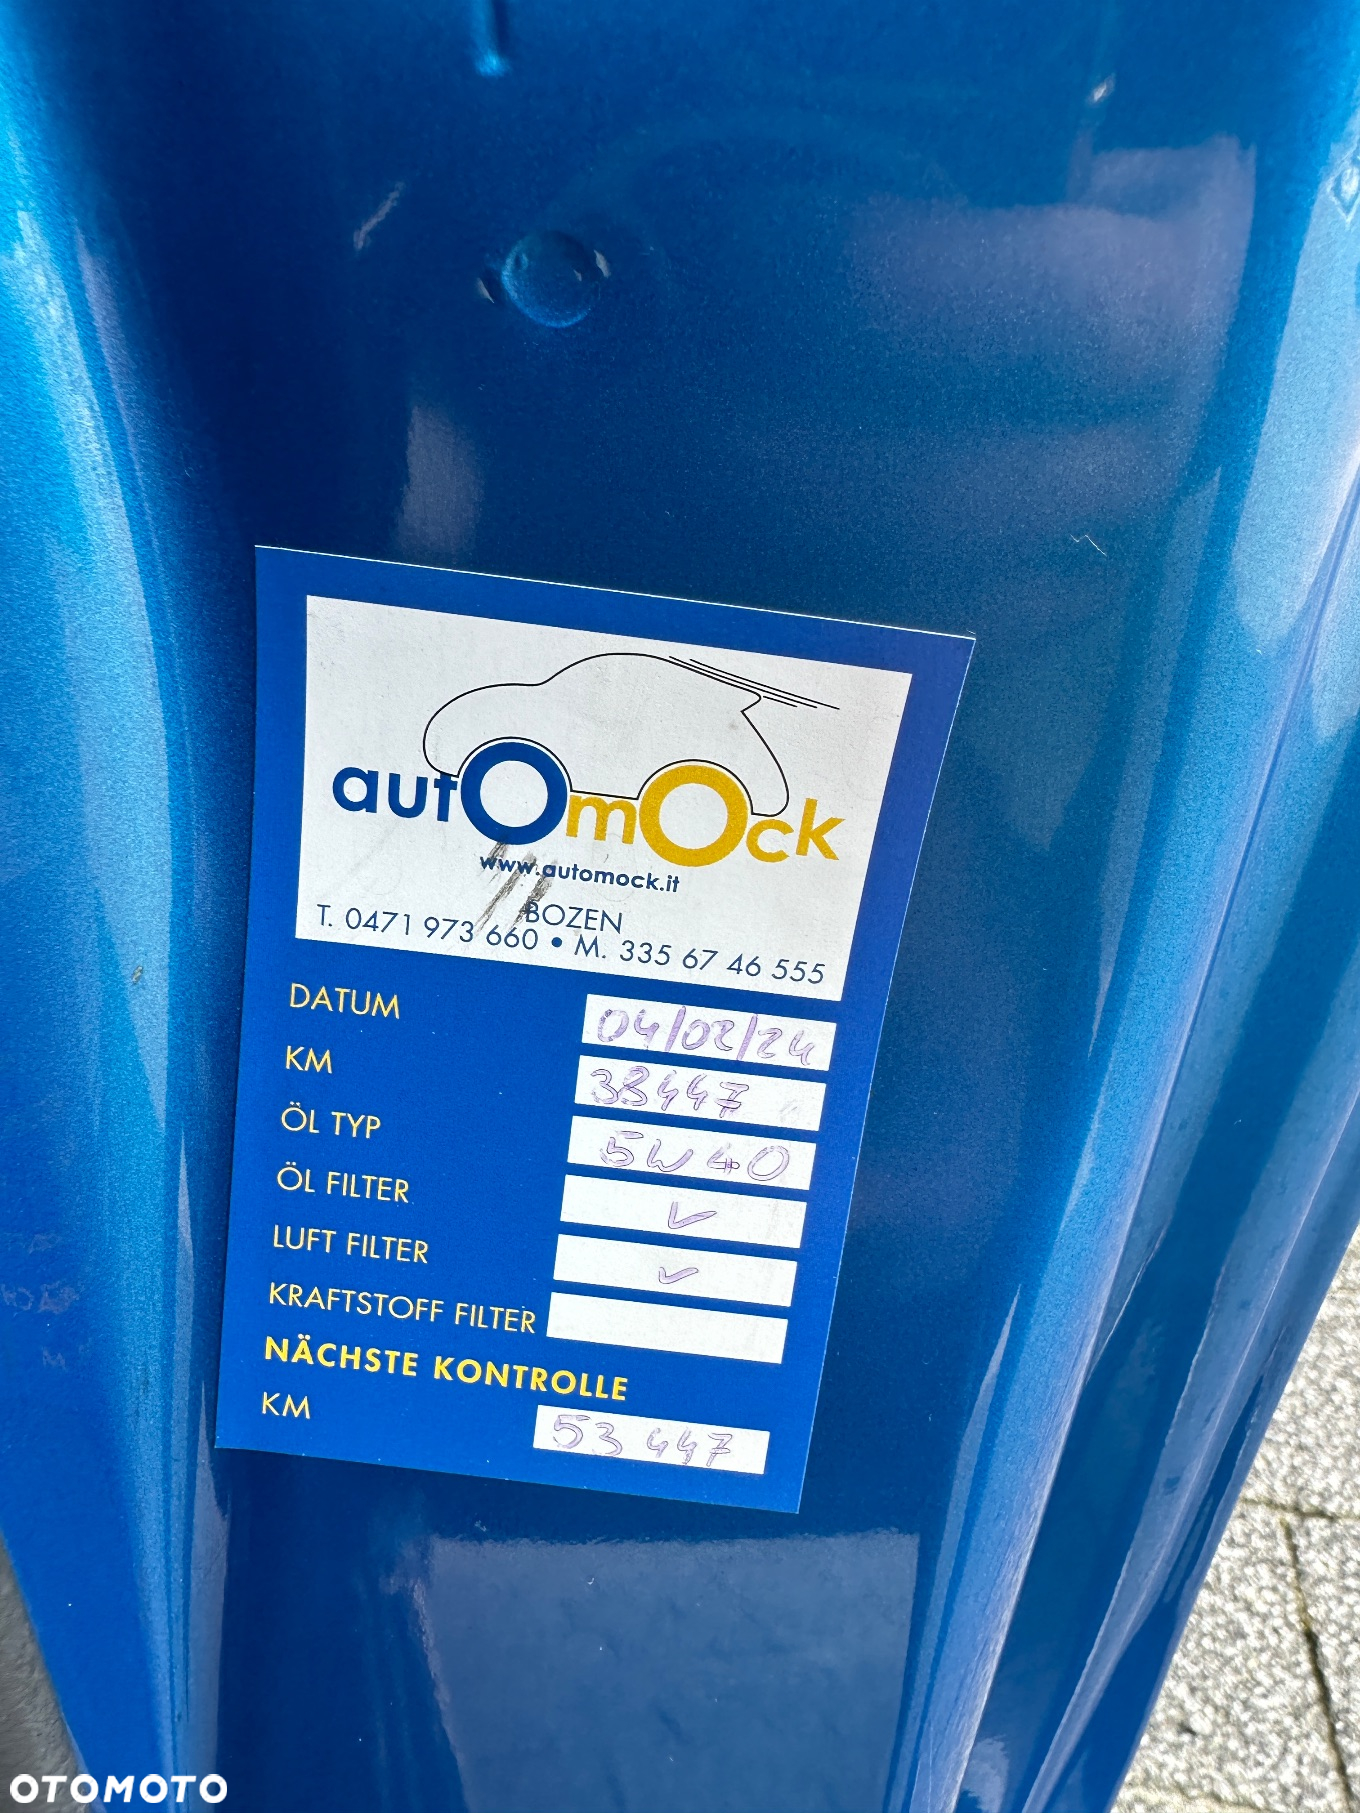 autOmOck
www.automock.it
BOZEN
T. 0471 973 660 • M. 335 67 46 555
DATUM 04/02/24
KM 38447
ÖL TYP 5W40
ÖL FILTER ✓
LUFT FILTER ✓
KRAFTSTOFF FILTER
NÄCHSTE KONTROLLE
KM 53447
OTOMOTO